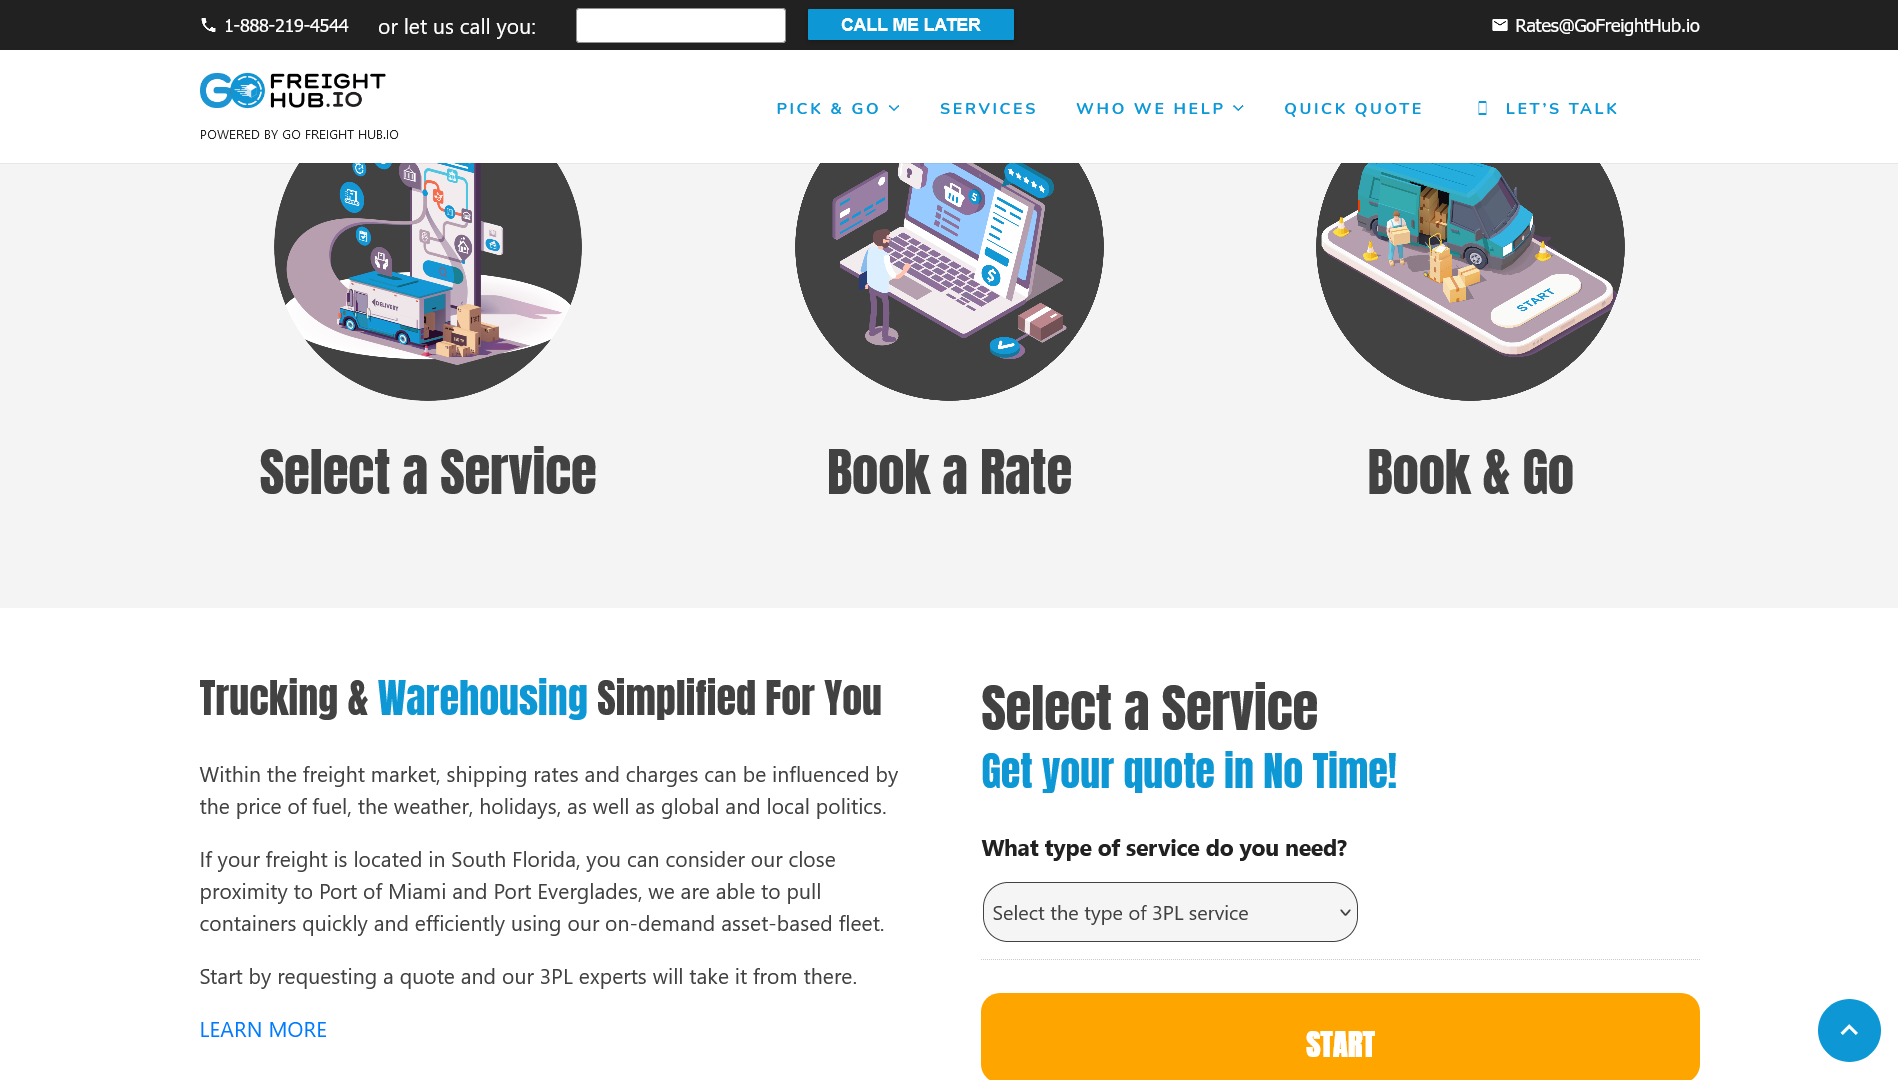 1-888-219-4544 or let us call you: CALL ME LATER Rates@GoFreightHub.io
GO FREIGHT HUB.IO
POWERED BY GO FREIGHT HUB.IO
PICK & GO SERVICES WHO WE HELP QUICK QUOTE LET'S TALK
DELIVERY
START
Select a Service
Book a Rate
Book & Go
Trucking & Warehousing Simplified For You
Within the freight market, shipping rates and charges can be influenced by
the price of fuel, the weather, holidays, as well as global and local politics.
If your freight is located in South Florida, you can consider our close
proximity to Port of Miami and Port Everglades, we are able to pull
containers quickly and efficiently using our on-demand asset-based fleet.
Start by requesting a quote and our 3PL experts will take it from there.
LEARN MORE
Select a Service
Get your quote in No Time!
What type of service do you need?
Select the type of 3PL service
START